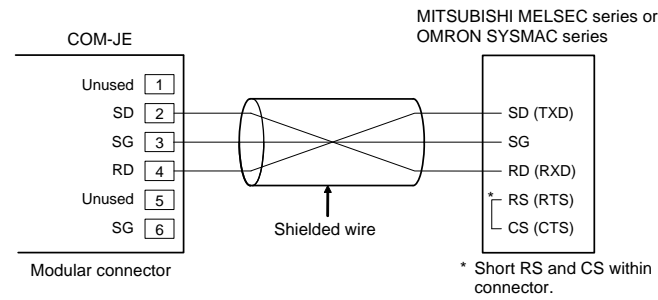 MITSUBISHI MELSEC series or
OMRON SYSMAC series
COM-JE
Unused 1
SD 2
SG 3
RD 4
Unused 5
SG 6
SD (TXD)
SG
RD (RXD)
* RS (RTS)
CS (CTS)
Shielded wire
Modular connector
* Short RS and CS within
connector.